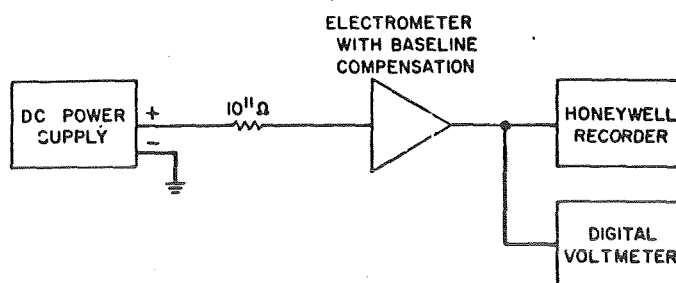 ELECTROMETER
WITH BASELINE
COMPENSATION
DC POWER
SUPPLY
+
-
10¹¹Ω
HONEYWELL
RECORDER
DIGITAL
VOLTMETER